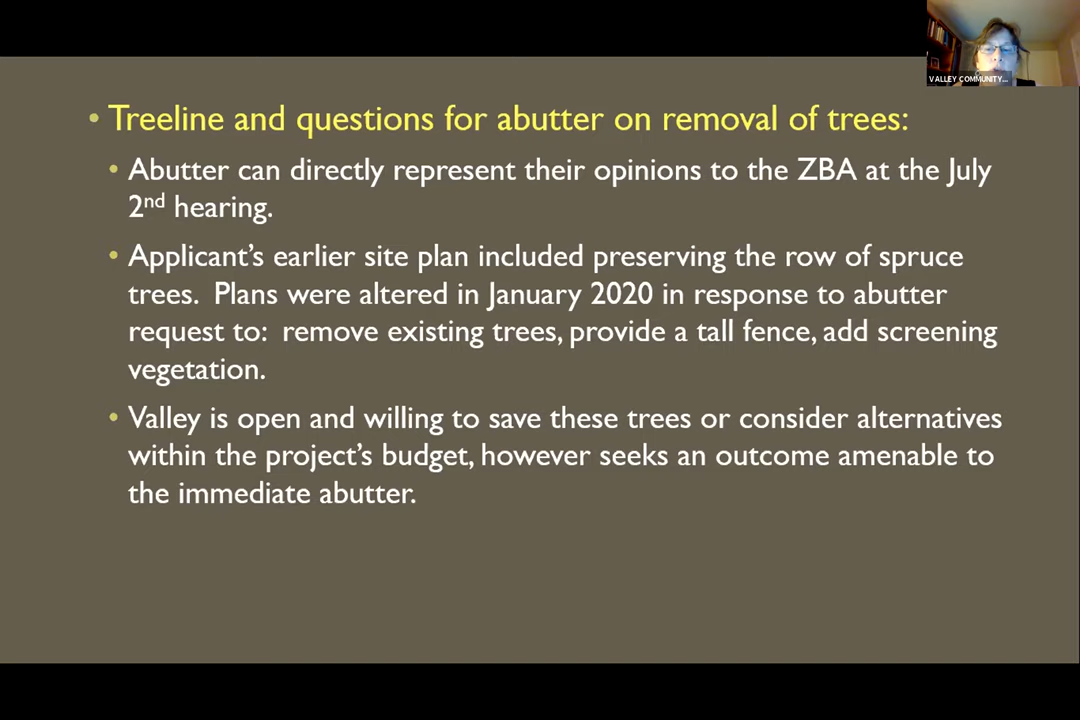 VALLEY COMMUNITY...
• Treeline and questions for abutter on removal of trees:
• Abutter can directly represent their opinions to the ZBA at the July
2nd hearing.
• Applicant’s earlier site plan included preserving the row of spruce
trees.  Plans were altered in January 2020 in response to abutter
request to:  remove existing trees, provide a tall fence, add screening
vegetation.
• Valley is open and willing to save these trees or consider alternatives
within the project’s budget, however seeks an outcome amenable to
the immediate abutter.